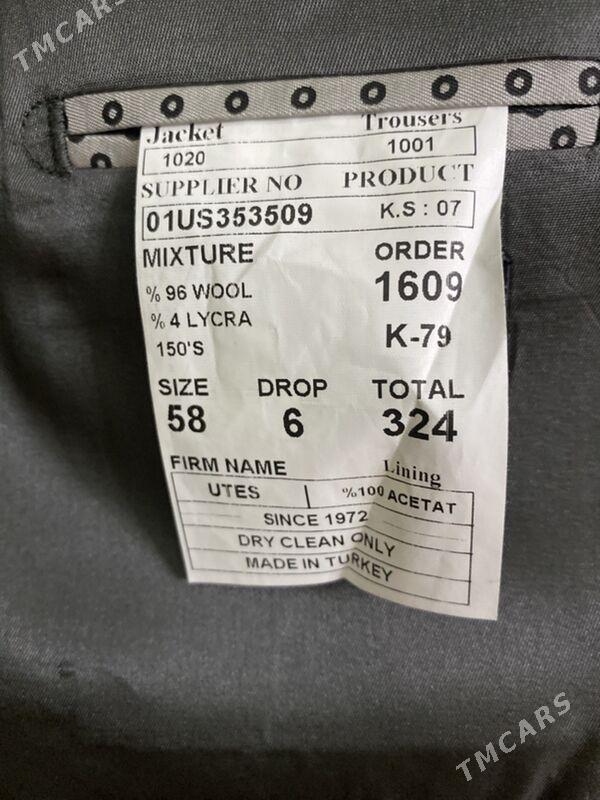 TMCARS
Jacket Trousers
1020 1001
SUPPLIER NO PRODUCT
01US353509 K.S : 07
MIXTURE ORDER
% 96 WOOL 1609
% 4 LYCRA
150'S K-79
SIZE DROP TOTAL
58 6 324
FIRM NAME Lining
UTES %100 ACETAT
SINCE 1972
DRY CLEAN ONLY
MADE IN TURKEY
TMCARS